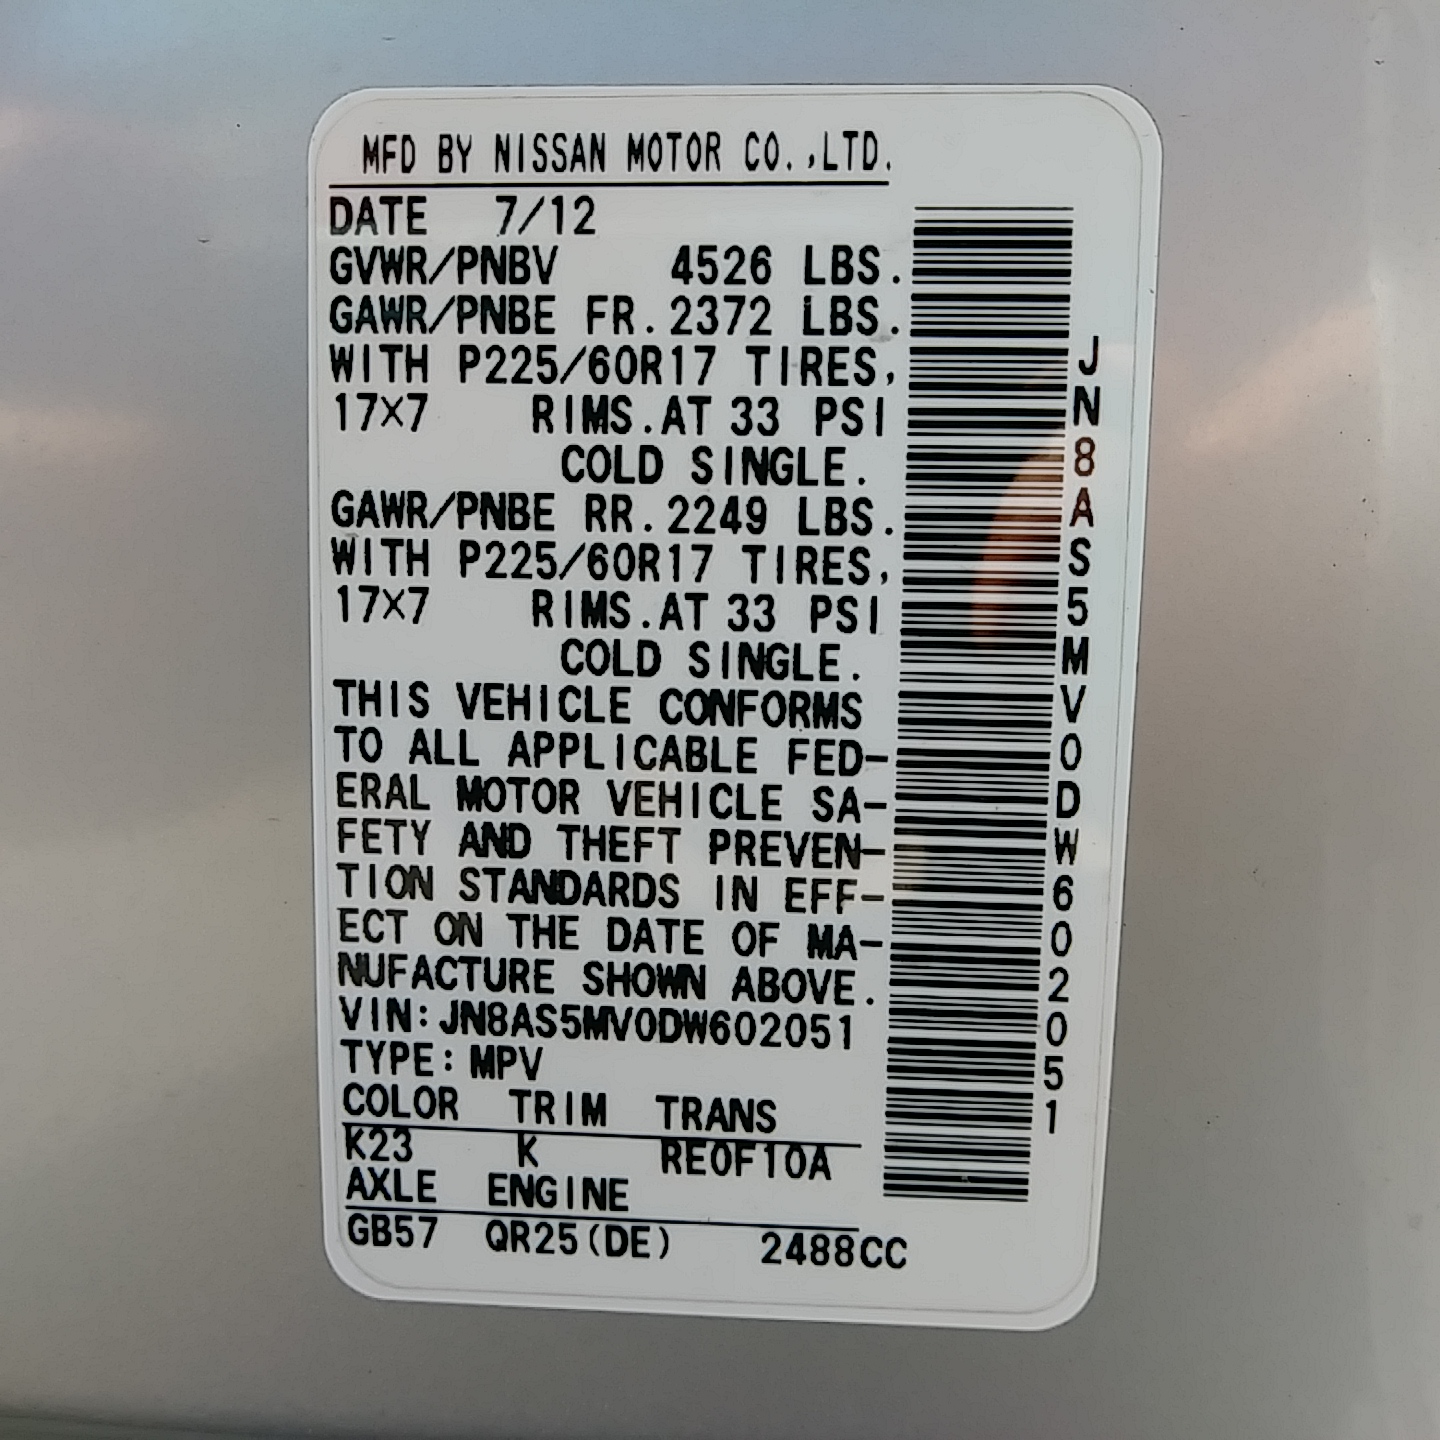 MFD BY NISSAN MOTOR CO.,LTD.
DATE 7/12
GVWR/PNBV 4526 LBS.
GAWR/PNBE FR.2372 LBS.
WITH P225/60R17 TIRES,
17X7 RIMS.AT 33 PSI
COLD SINGLE.
GAWR/PNBE RR.2249 LBS.
WITH P225/60R17 TIRES,
17X7 RIMS.AT 33 PSI
COLD SINGLE.
THIS VEHICLE CONFORMS
TO ALL APPLICABLE FED-
ERAL MOTOR VEHICLE SA-
FETY AND THEFT PREVEN-
TION STANDARDS IN EFF-
ECT ON THE DATE OF MA-
NUFACTURE SHOWN ABOVE.
VIN:JN8AS5MV0DW602051
TYPE:MPV
COLOR TRIM TRANS
K23 K RE0F10A
AXLE ENGINE
GB57 QR25(DE) 2488CC
JN8AS5MV0DW602051